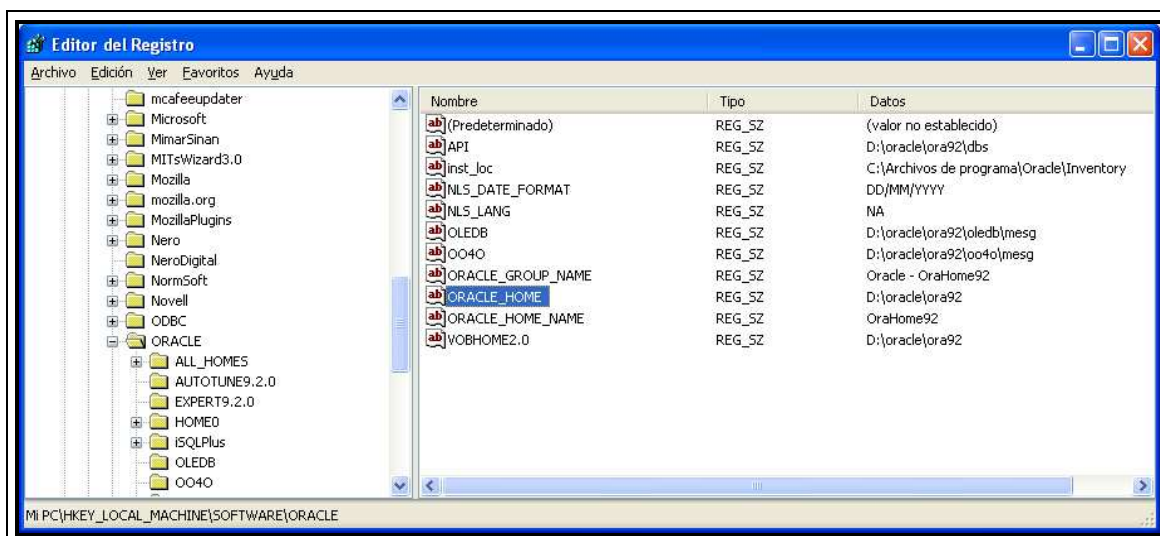 Editor del Registro
Archivo Edición Ver Favoritos Ayuda
mcafeeupdater
Microsoft
MimarSinan
MITsWizard3.0
Mozilla
mozilla.org
MozillaPlugins
Nero
NeroDigital
NormSoft
Novell
ODBC
ORACLE
ALL_HOMES
AUTOTUNE9.2.0
EXPERT9.2.0
HOME0
iSQLPlus
OLEDB
OO4O
Nombre Tipo Datos
(Predeterminado) REG_SZ (valor no establecido)
API REG_SZ D:\oracle\ora92\dbs
inst_loc REG_SZ C:\Archivos de programa\Oracle\Inventory
NLS_DATE_FORMAT REG_SZ DD/MM/YYYY
NLS_LANG REG_SZ NA
OLEDB REG_SZ D:\oracle\ora92\oledb\mesg
OO4O REG_SZ D:\oracle\ora92\oo4o\mesg
ORACLE_GROUP_NAME REG_SZ Oracle - OraHome92
ORACLE_HOME REG_SZ D:\oracle\ora92
ORACLE_HOME_NAME REG_SZ OraHome92
VOBHOME2.0 REG_SZ D:\oracle\ora92
Mi PC\HKEY_LOCAL_MACHINE\SOFTWARE\ORACLE